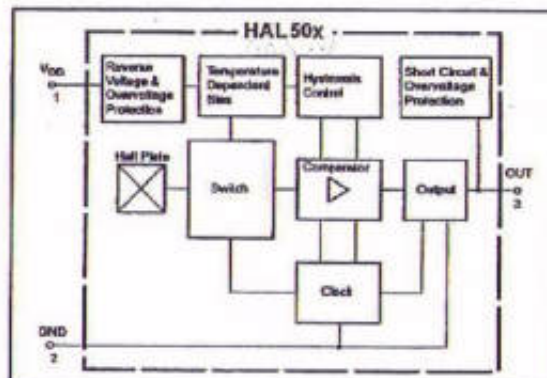 HAL 50x
VDD
1
Reverse
Voltage &
Overvoltage
Protection
Temperature
Dependent
Bias
Hysteresis
Control
Short Circuit &
Overvoltage
Protection
Hall Plate
Switch
Comparator
Output
OUT
3
Clock
GND
2